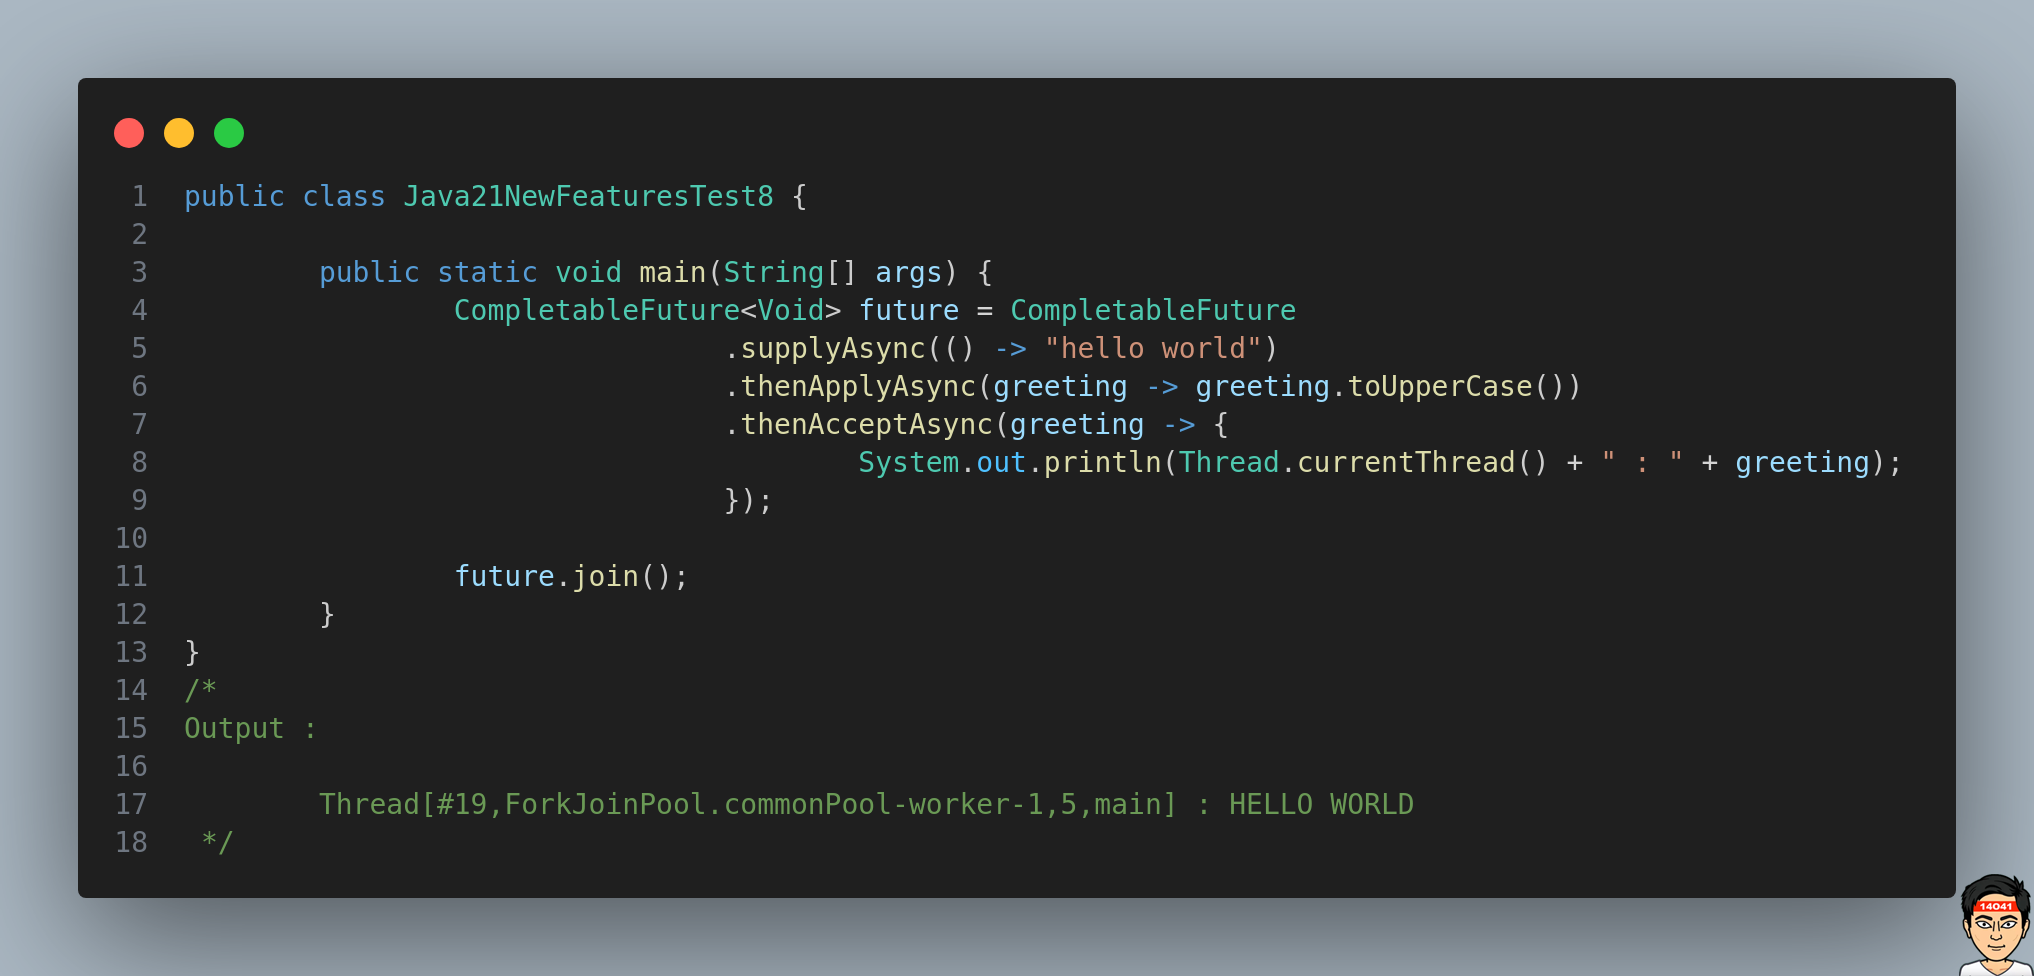 1 public class Java21NewFeaturesTest8 {
2
3 public static void main(String[] args) {
4 CompletableFuture<Void> future = CompletableFuture
5 .supplyAsync(() -> "hello world")
6 .thenApplyAsync(greeting -> greeting.toUpperCase())
7 .thenAcceptAsync(greeting -> {
8 System.out.println(Thread.currentThread() + " : " + greeting);
9 });
10
11 future.join();
12 }
13 }
14 /*
15 Output :
16
17 Thread[#19,ForkJoinPool.commonPool-worker-1,5,main] : HELLO WORLD
18 */
14041